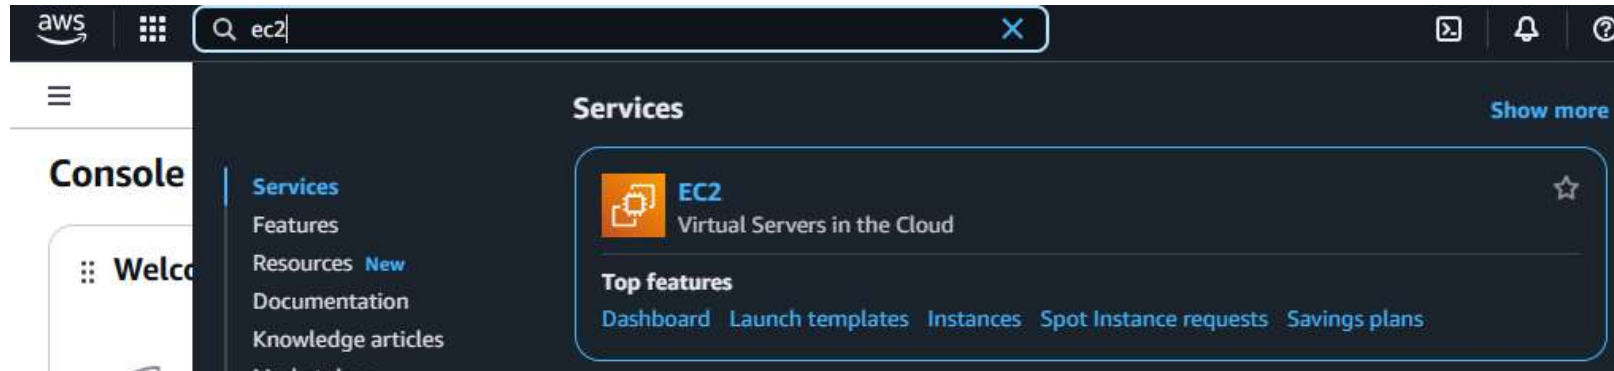 aws
ec2
Services
Show more
Console
Services
Features
Resources New
Documentation
Knowledge articles
EC2
Virtual Servers in the Cloud
Top features
Dashboard Launch templates Instances Spot Instance requests Savings plans